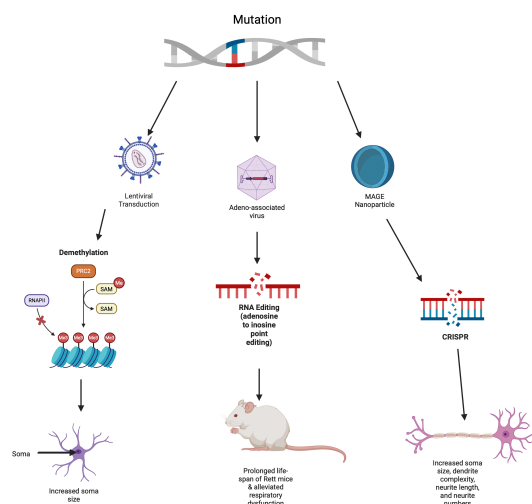 Mutation
Lentiviral
Transduction
Adeno-associated
virus
MAGE
Nanoparticle
Demethylation
PRC2
Me
SAM
RNAPII
SAM
Me3 Me3 Me3 Me3
RNA Editing
(adenosine
to inosine
point
editing)
CRISPR
Soma
Increased soma
size
Prolonged life-
span of Rett mice
& alleviated
respiratory
dysfunction
Increased soma
size, dendrite
complexity,
neurite length,
and neurite
numbers